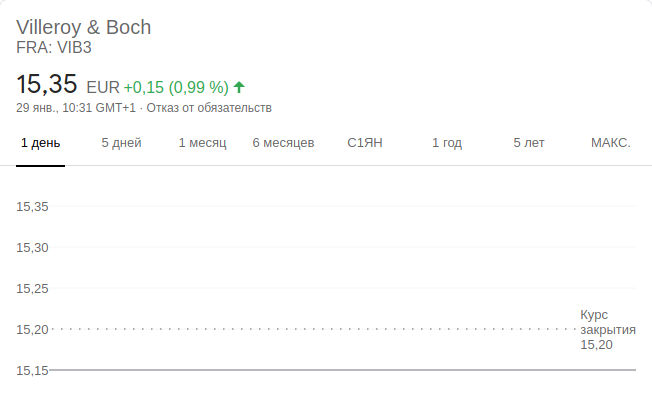 Villeroy & Boch
FRA: VIB3
15,35 EUR +0,15 (0,99 %)
29 янв., 10:31 GMT+1 · Отказ от обязательств
1 день 5 дней 1 месяц 6 месяцев С1ЯН 1 год 5 лет МАКС.
15,35
15,30
15,25
Курс
15,20 закрытия
15,20
15,15